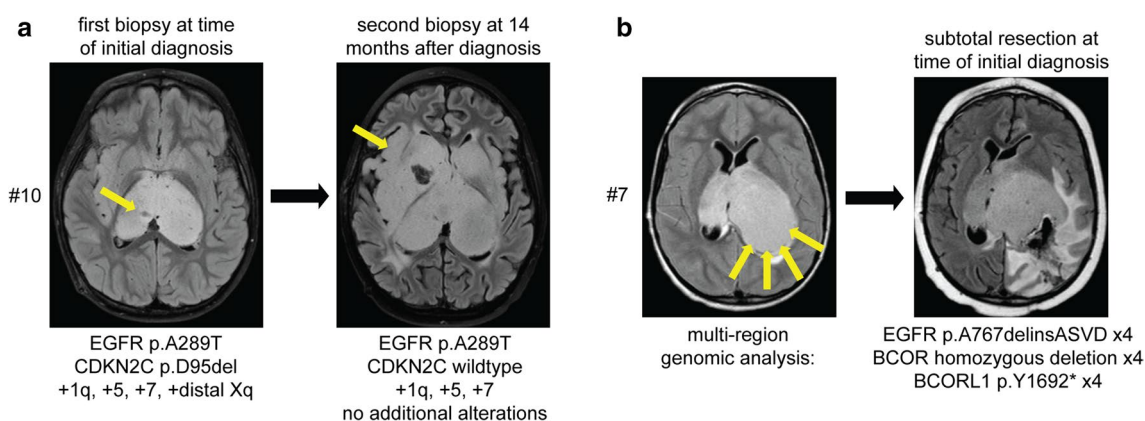 a
first biopsy at time
of initial diagnosis
second biopsy at 14
months after diagnosis
#10
EGFR p.A289T
CDKN2C p.D95del
+1q, +5, +7, +distal Xq
EGFR p.A289T
CDKN2C wildtype
+1q, +5, +7
no additional alterations
b
subtotal resection at
time of initial diagnosis
#7
multi-region
genomic analysis:
EGFR p.A767delinsASVD x4
BCOR homozygous deletion x4
BCORL1 p.Y1692* x4